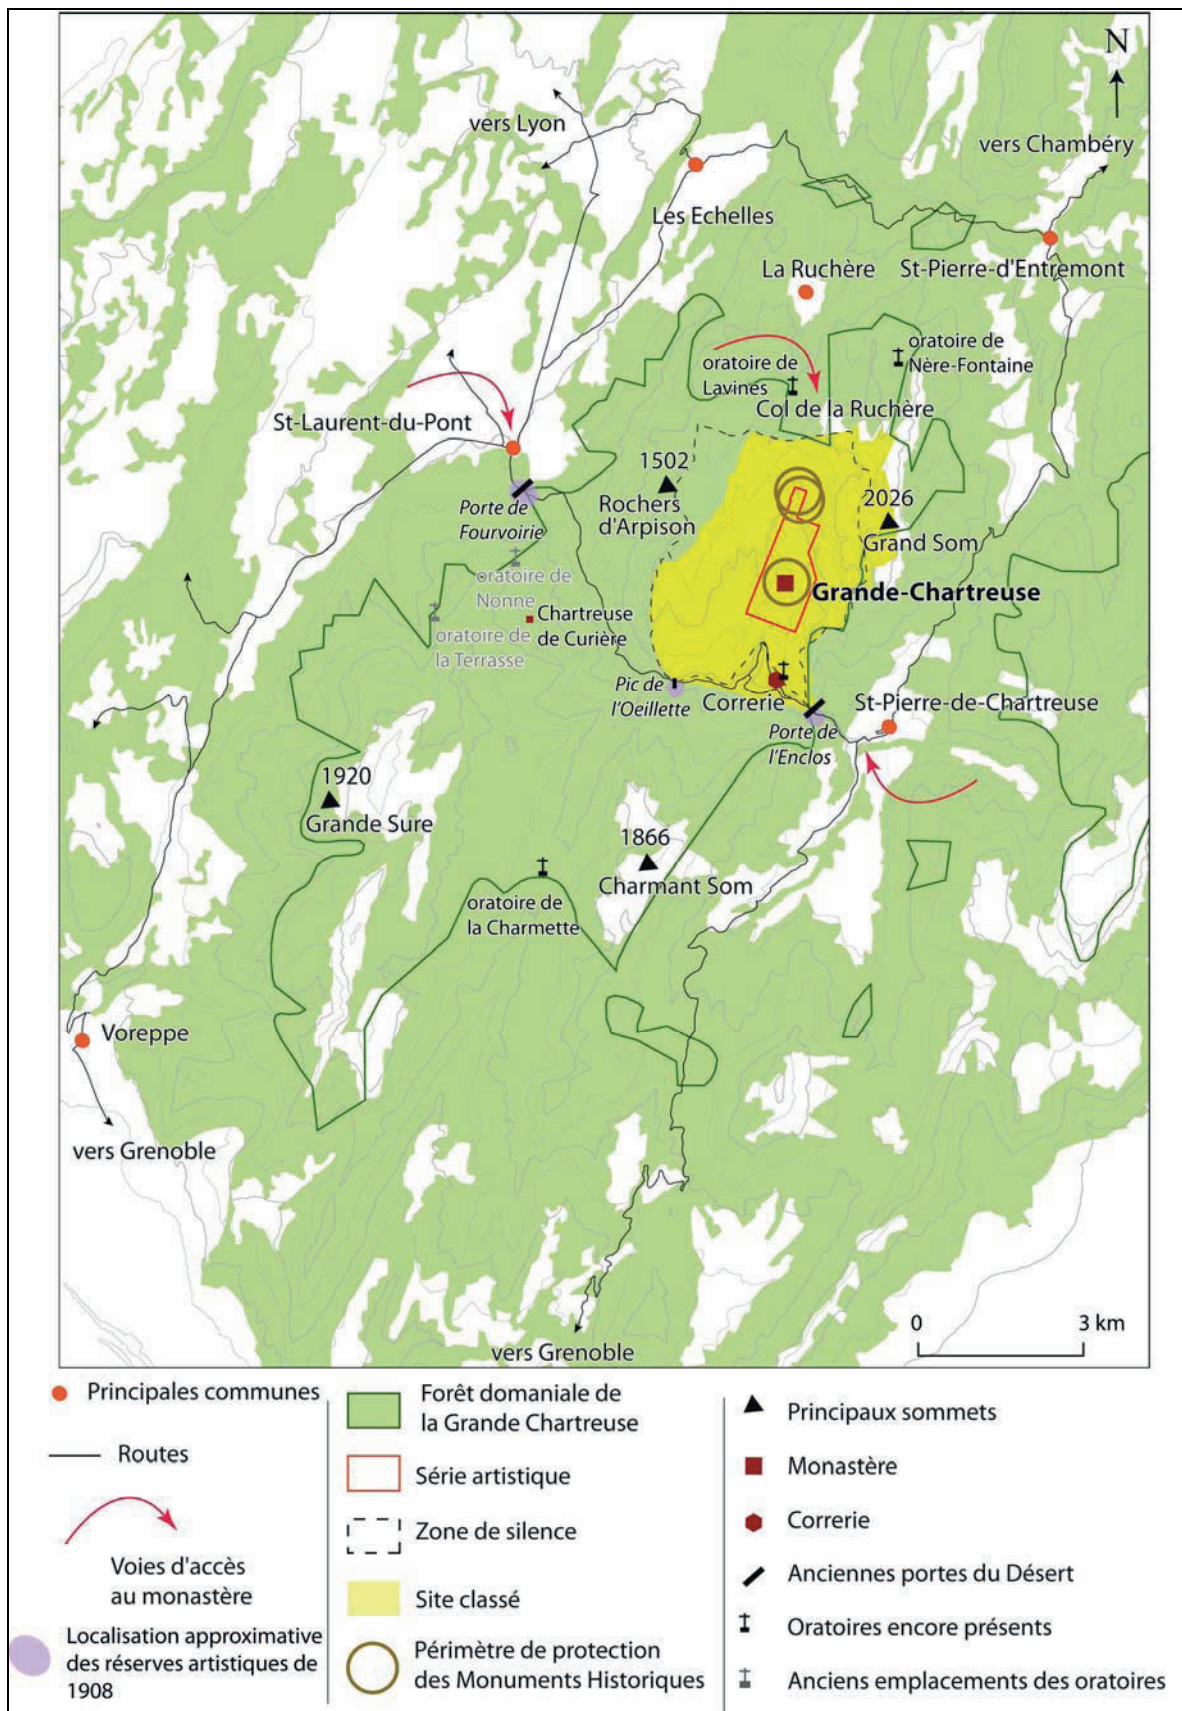 N
vers Lyon
vers Chambéry
Les Echelles
La Ruchère
St-Pierre-d'Entremont
oratoire de
Nère-Fontaine
oratoire de
Lavines
Col de la Ruchère
St-Laurent-du-Pont
1502
Rochers
d'Arpison
2026
Grand Som
Porte de
Fourvoirie
oratoire de
Nonne
Grande-Chartreuse
Chartreuse
de Curière
oratoire de
la Terrasse
Pic de
l'Oeillette
Correrie
St-Pierre-de-Chartreuse
Porte de
l'Enclos
1920
Grande Sure
1866
Charmant Som
oratoire de
la Charmette
Voreppe
vers Grenoble
0 3 km
vers Grenoble
Principales communes
Routes
Voies d'accès
au monastère
Localisation approximative
des réserves artistiques de
1908
Forêt domaniale de
la Grande Chartreuse
Série artistique
Zone de silence
Site classé
Périmètre de protection
des Monuments Historiques
Principaux sommets
Monastère
Correrie
Anciennes portes du Désert
Oratoires encore présents
Anciens emplacements des oratoires